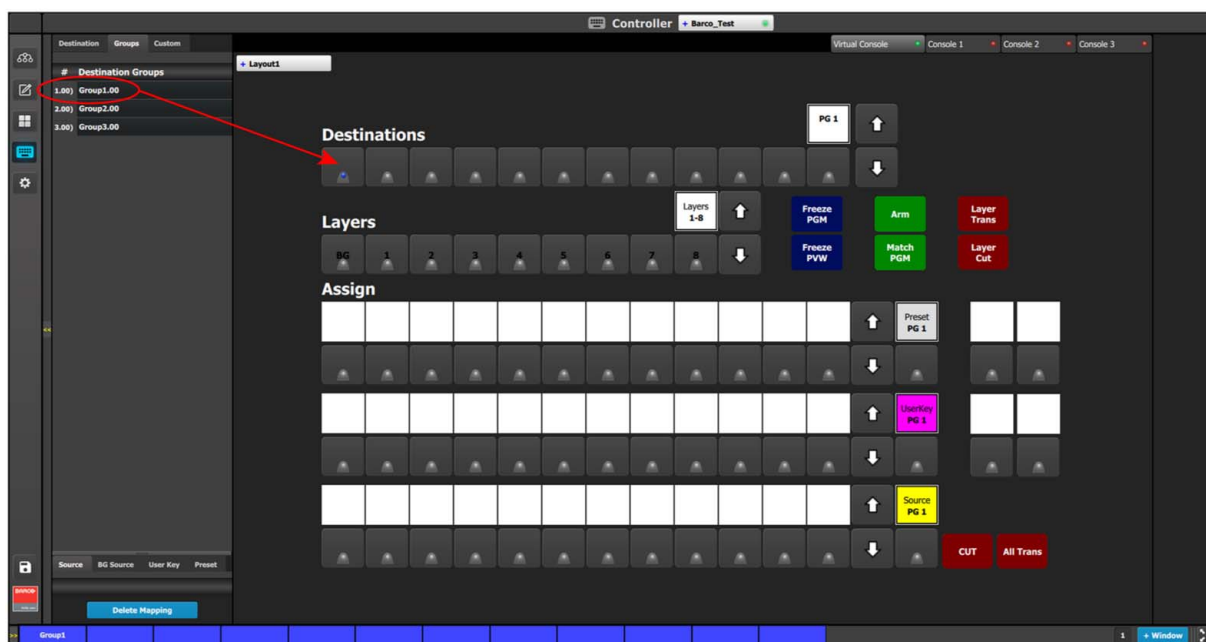 Controller + Barco_Test
Destination Groups Custom
Virtual Console Console 1 Console 2 Console 3
+ Layout1
# Destination Groups
1.00) Group1.00
2.00) Group2.00
3.00) Group3.00
PG 1
Destinations
Layers
1-8
Freeze
PGM
Arm
Layer
Trans
Layers
BG 1 2 3 4 5 6 7 8
Freeze
PVW
Match
PGM
Layer
Cut
Assign
Preset
PG 1
<<
UserKey
PG 1
Source
PG 1
CUT All Trans
Source BG Source User Key Preset
BARCO
Delete Mapping
>> Group1 1 + Window